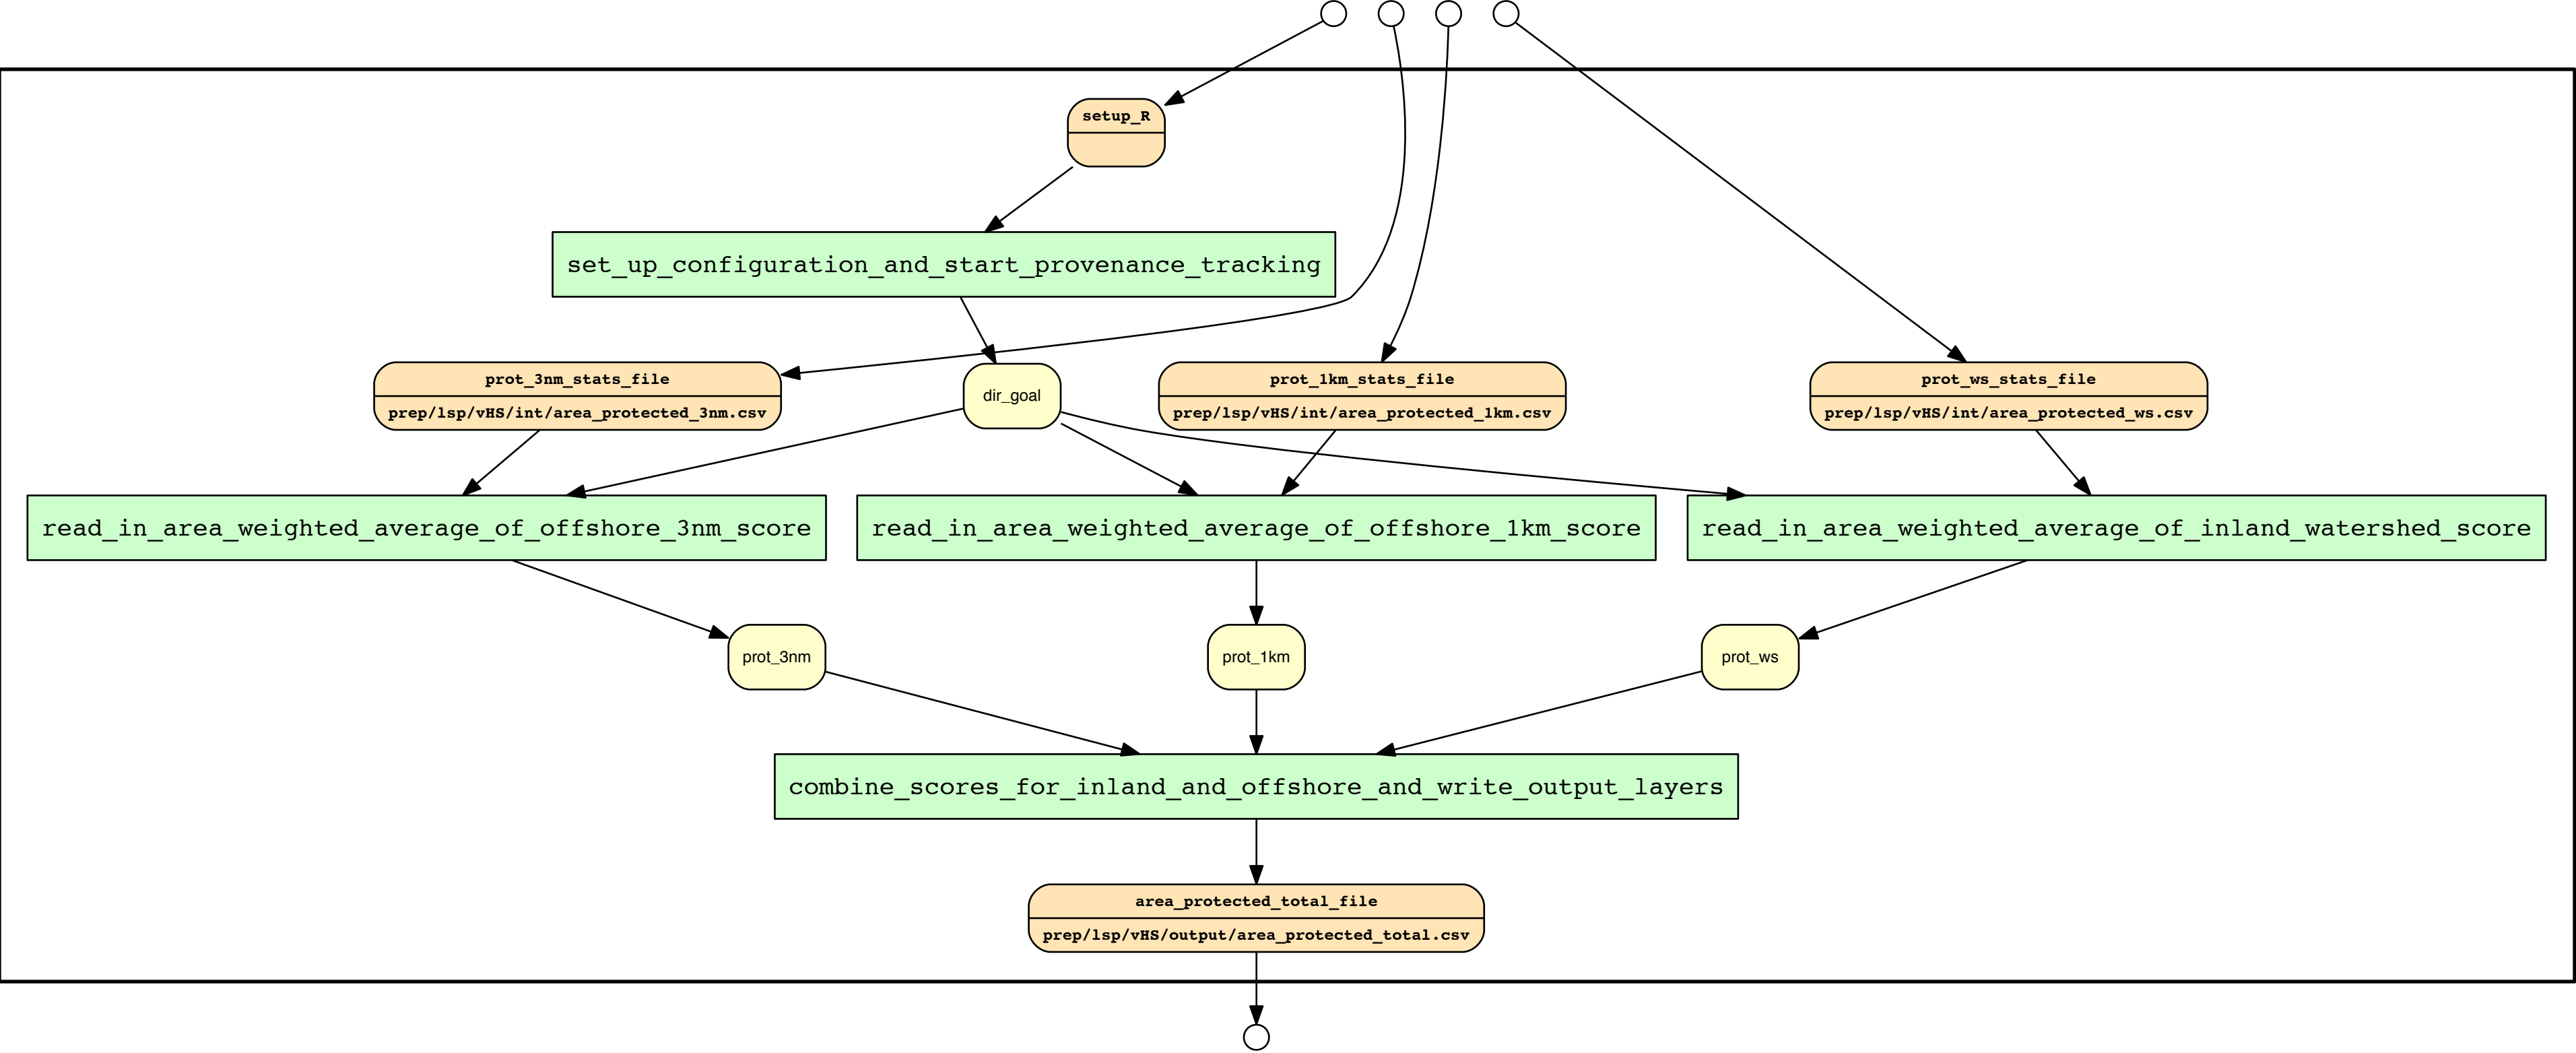 setup_R
set_up_configuration_and_start_provenance_tracking
prot_3nm_stats_file
prep/lsp/vHS/int/area_protected_3nm.csv
dir_goal
prot_1km_stats_file
prep/lsp/vHS/int/area_protected_1km.csv
prot_ws_stats_file
prep/lsp/vHS/int/area_protected_ws.csv
read_in_area_weighted_average_of_offshore_3nm_score
read_in_area_weighted_average_of_offshore_1km_score
read_in_area_weighted_average_of_inland_watershed_score
prot_3nm
prot_1km
prot_ws
combine_scores_for_inland_and_offshore_and_write_output_layers
area_protected_total_file
prep/lsp/vHS/output/area_protected_total.csv